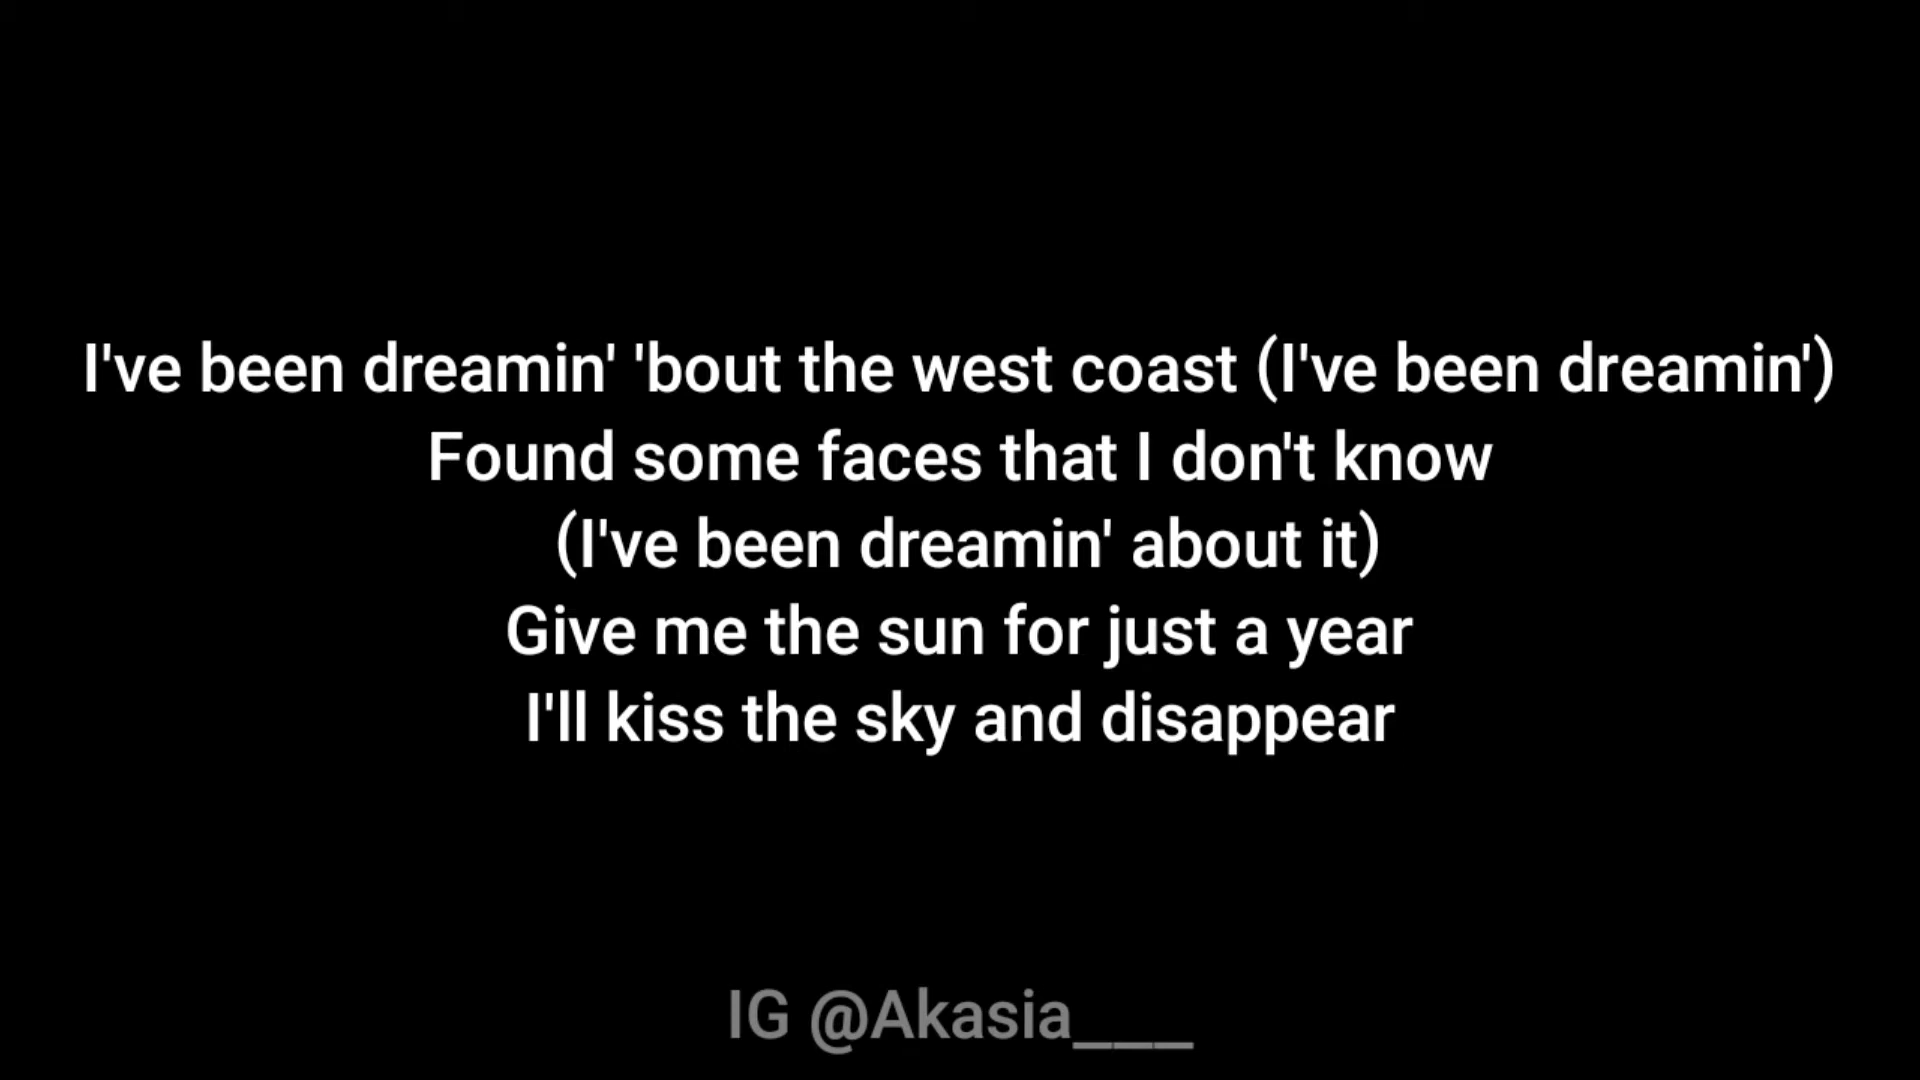 I've been dreamin' 'bout the west coast (I've been dreamin')
Found some faces that I don't know
(I've been dreamin' about it)
Give me the sun for just a year
I'll kiss the sky and disappear
IG @Akasia___